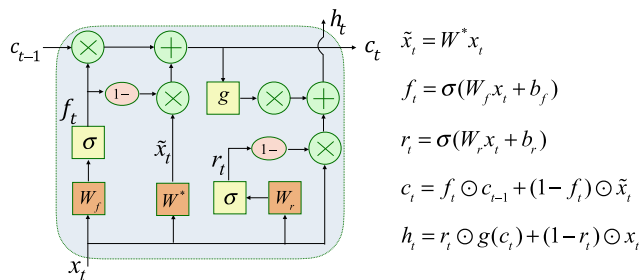 h_t
c_{t-1} × + c_t
f_t 1− × g × +
σ x̃_t r_t 1− ×
W_f W^* σ W_r
x_t
x̃_t = W^* x_t
f_t = σ(W_f x_t + b_f)
r_t = σ(W_r x_t + b_r)
c_t = f_t ⊙ c_{t-1} + (1− f_t) ⊙ x̃_t
h_t = r_t ⊙ g(c_t) + (1− r_t) ⊙ x_t